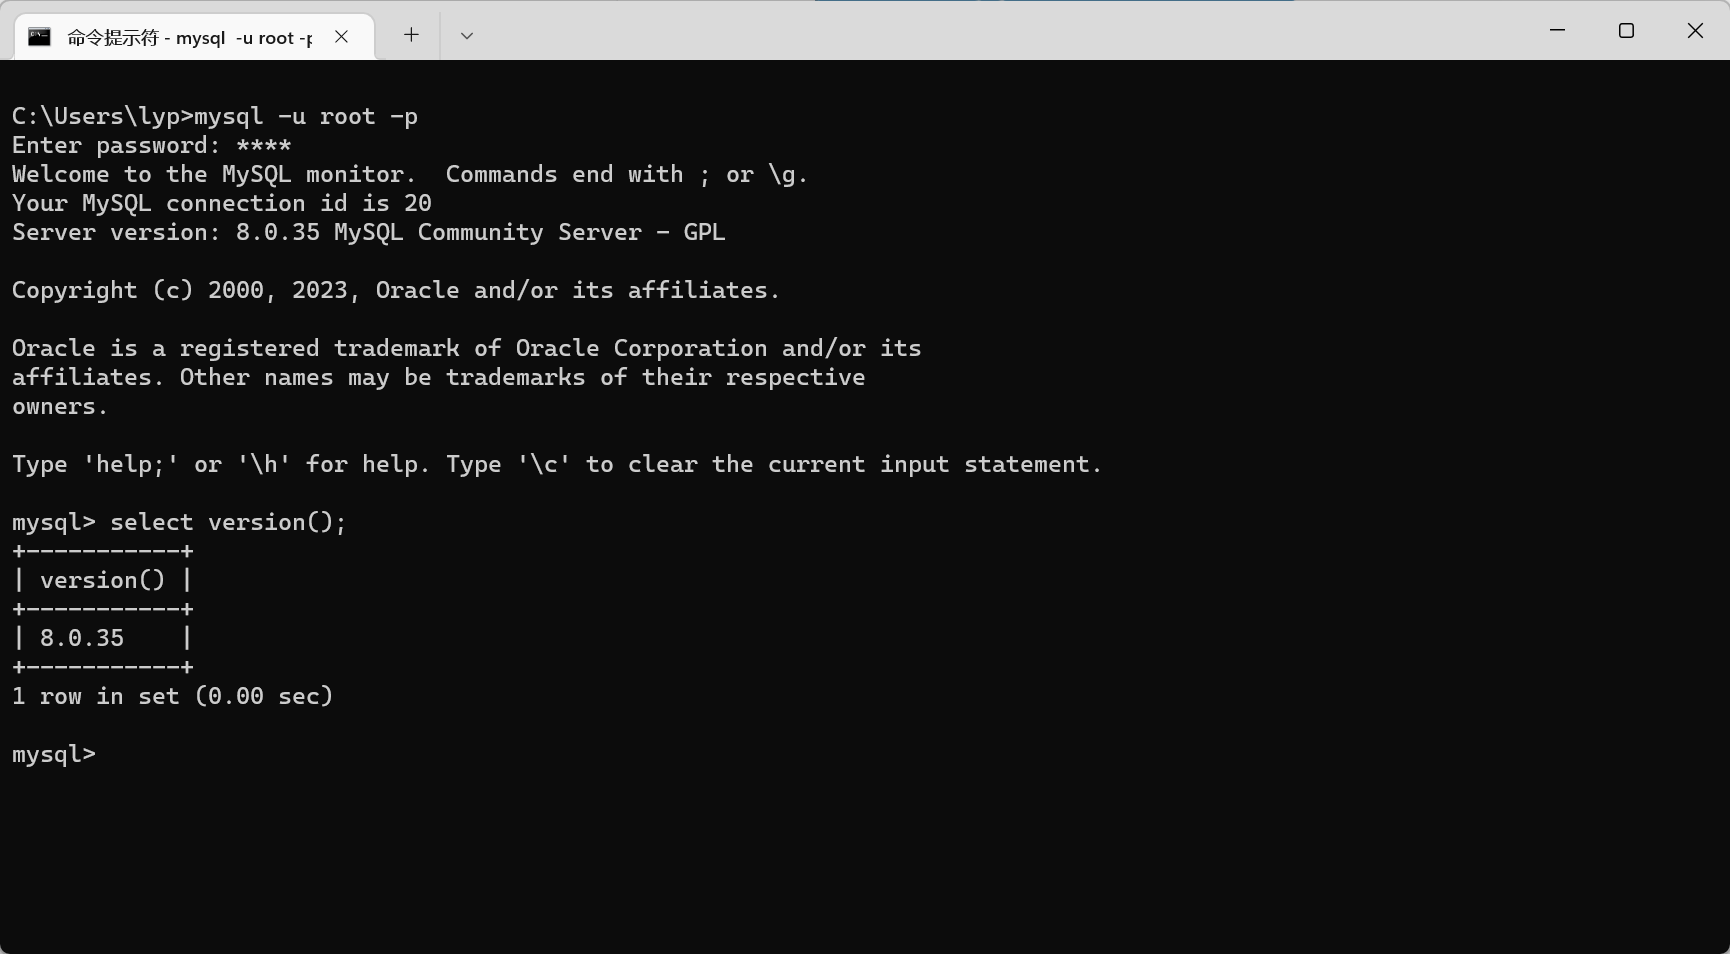 命令提示符 - mysql  -u root -p
C:\Users\lyp>mysql -u root -p
Enter password: ****
Welcome to the MySQL monitor.  Commands end with ; or \g.
Your MySQL connection id is 20
Server version: 8.0.35 MySQL Community Server - GPL
Copyright (c) 2000, 2023, Oracle and/or its affiliates.
Oracle is a registered trademark of Oracle Corporation and/or its
affiliates. Other names may be trademarks of their respective
owners.
Type 'help;' or '\h' for help. Type '\c' to clear the current input statement.
mysql> select version();
+-----------+
| version() |
+-----------+
| 8.0.35    |
+-----------+
1 row in set (0.00 sec)
mysql>